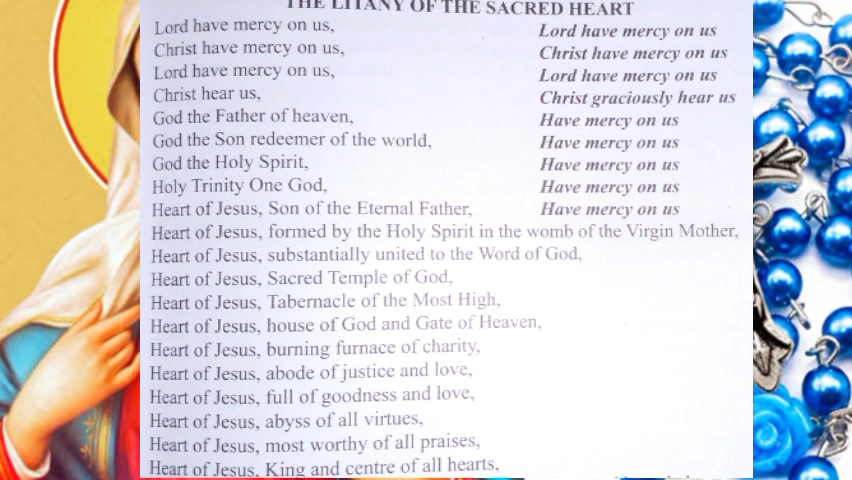 THE LITANY OF THE SACRED HEART
Lord have mercy on us, Lord have mercy on us
Christ have mercy on us, Christ have mercy on us
Lord have mercy on us, Lord have mercy on us
Christ hear us, Christ graciously hear us
God the Father of heaven, Have mercy on us
God the Son redeemer of the world, Have mercy on us
God the Holy Spirit, Have mercy on us
Holy Trinity One God, Have mercy on us
Heart of Jesus, Son of the Eternal Father, Have mercy on us
Heart of Jesus, formed by the Holy Spirit in the womb of the Virgin Mother,
Heart of Jesus, substantially united to the Word of God,
Heart of Jesus, Sacred Temple of God,
Heart of Jesus, Tabernacle of the Most High,
Heart of Jesus, house of God and Gate of Heaven,
Heart of Jesus, burning furnace of charity,
Heart of Jesus, abode of justice and love,
Heart of Jesus, full of goodness and love,
Heart of Jesus, abyss of all virtues,
Heart of Jesus, most worthy of all praises,
Heart of Jesus, King and centre of all hearts,